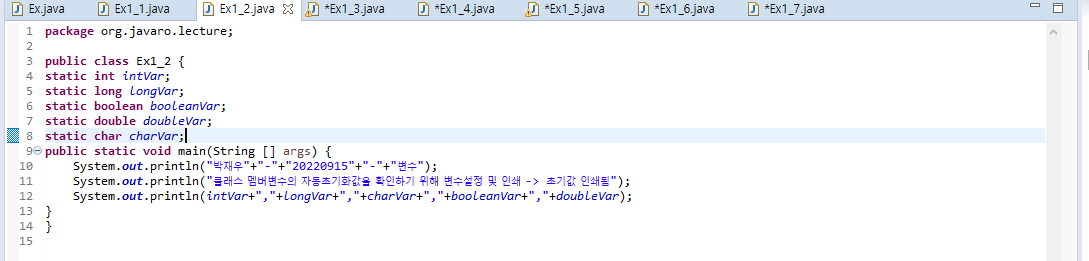 Ex.java Ex1_1.java Ex1_2.java *Ex1_3.java *Ex1_4.java *Ex1_5.java *Ex1_6.java *Ex1_7.java
1 package org.javaro.lecture;
2
3 public class Ex1_2 {
4 static int intVar;
5 static long longVar;
6 static boolean booleanVar;
7 static double doubleVar;
8 static char charVar;
9 public static void main(String [] args) {
10 System.out.println("박재우"+"-"+"20220915"+"-"+"변수");
11 System.out.println("클래스 멤버변수의 자동초기화값을 확인하기 위해 변수설정 및 인쇄 -> 초기값 인쇄됨");
12 System.out.println(intVar+","+longVar+","+charVar+","+booleanVar+","+doubleVar);
13 }
14 }
15